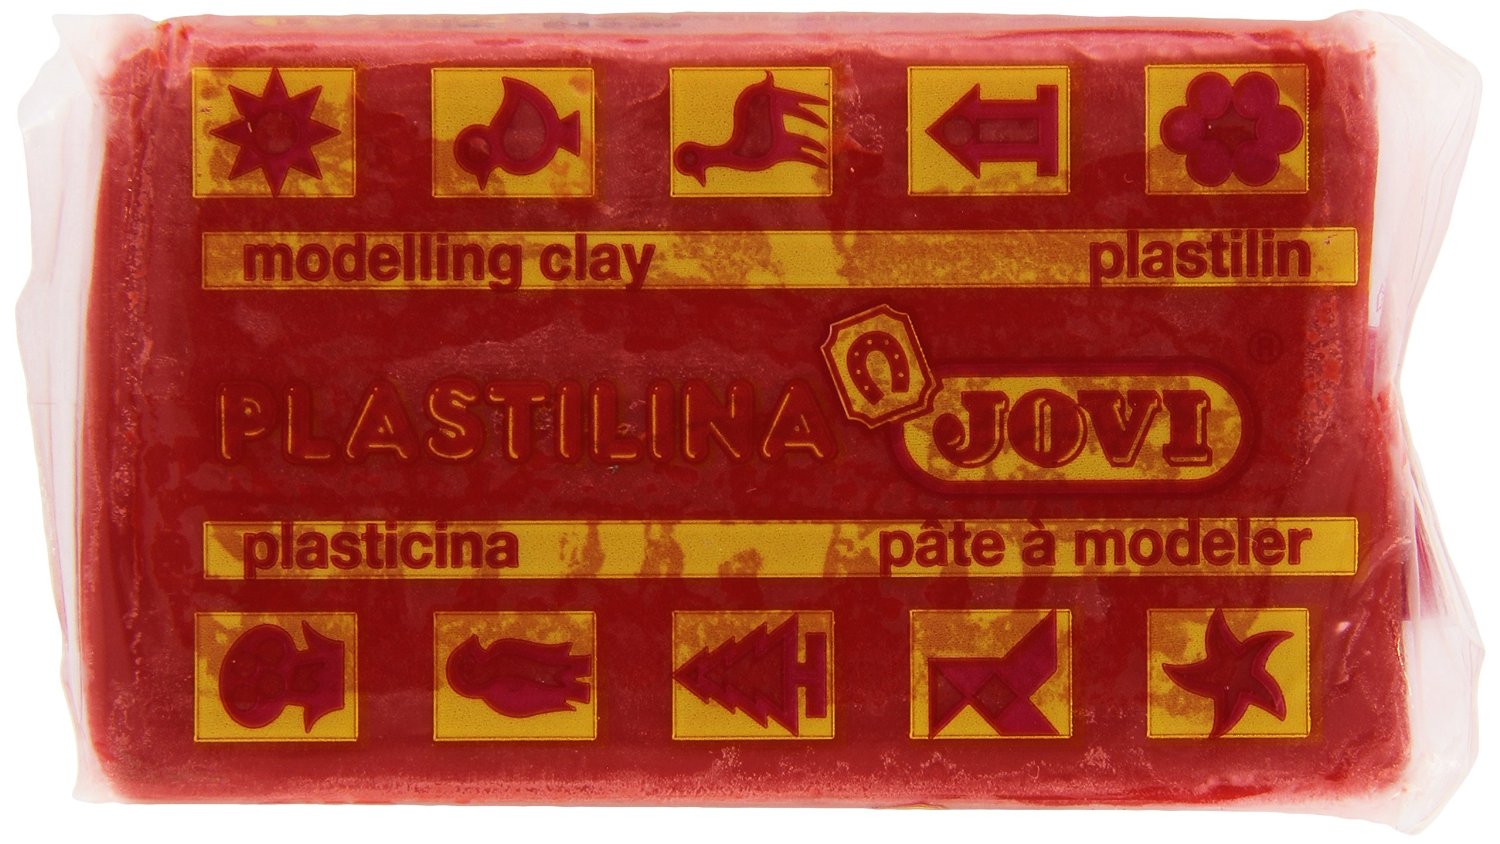 modelling clay plastilin
PLASTILINA JOVI ®
plasticina pâte à modeler